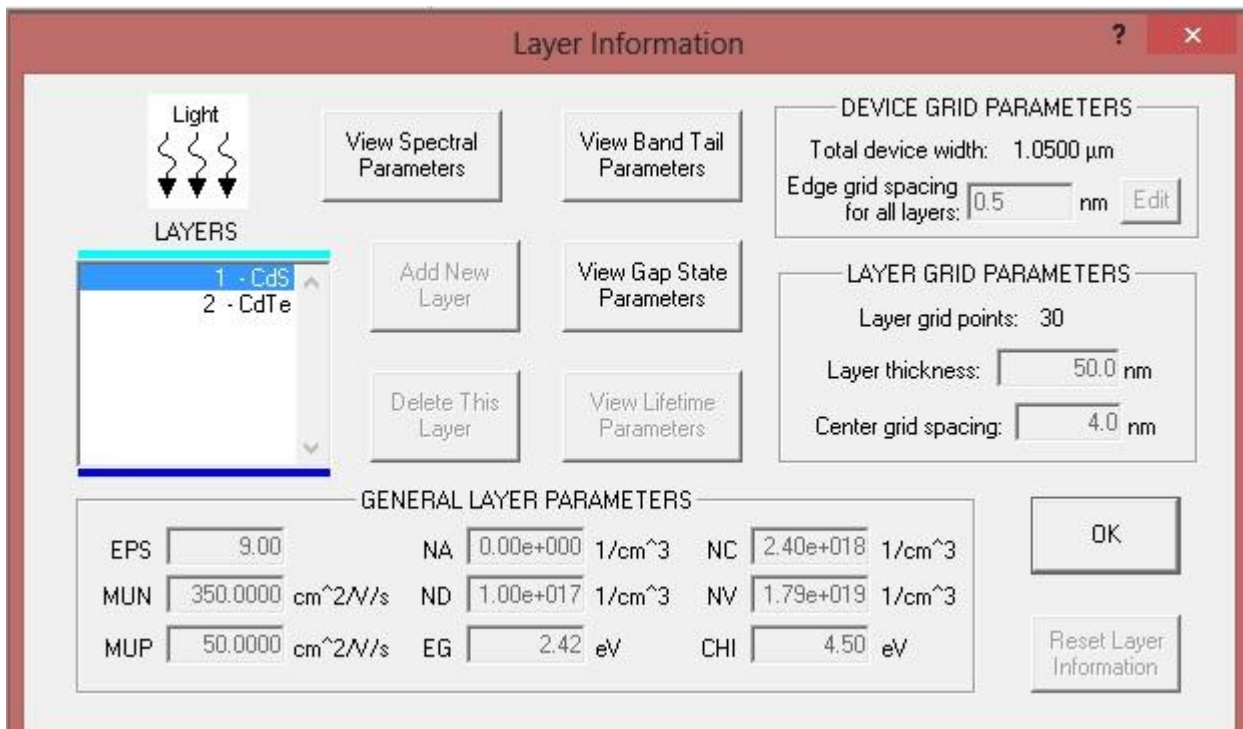 Layer Information
?
×
Light
View Spectral
Parameters
View Band Tail
Parameters
DEVICE GRID PARAMETERS
Total device width: 1.0500 µm
Edge grid spacing
for all layers: 0.5 nm Edit
LAYERS
1 - CdS
2 - CdTe
Add New
Layer
View Gap State
Parameters
Delete This
Layer
View Lifetime
Parameters
LAYER GRID PARAMETERS
Layer grid points: 30
Layer thickness: 50.0 nm
Center grid spacing: 4.0 nm
GENERAL LAYER PARAMETERS
EPS 9.00 NA 0.00e+000 1/cm^3 NC 2.40e+018 1/cm^3
MUN 350.0000 cm^2/V/s ND 1.00e+017 1/cm^3 NV 1.79e+019 1/cm^3
MUP 50.0000 cm^2/V/s EG 2.42 eV CHI 4.50 eV
OK
Reset Layer
Information